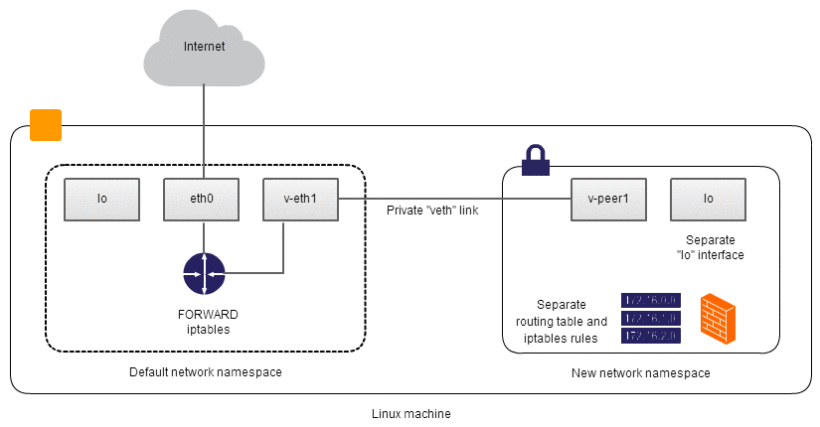 Internet
lo
eth0
v-eth1
Private "veth" link
v-peer1
lo
Separate
"lo" interface
FORWARD
iptables
Separate
routing table and
iptables rules
172.16.0.0
172.16.1.0
172.16.2.0
Default network namespace
New network namespace
Linux machine